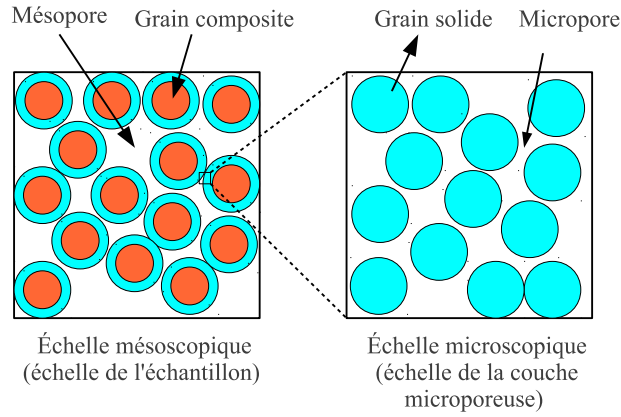 Mésopore
Grain composite
Grain solide
Micropore
Échelle mésoscopique
(échelle de l'échantillon)
Échelle microscopique
(échelle de la couche
microporeuse)